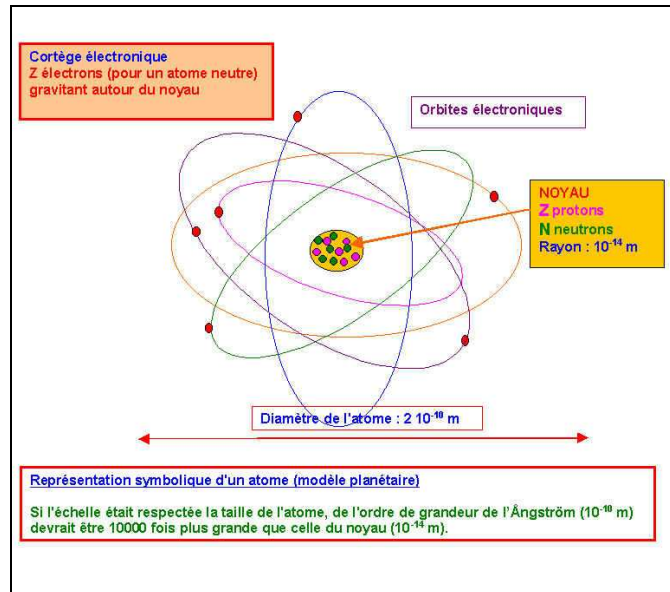 Cortège électronique
Z électrons (pour un atome neutre)
gravitant autour du noyau
Orbites électroniques
NOYAU
Z protons
N neutrons
Rayon : 10⁻¹⁴ m
Diamètre de l'atome : 2 10⁻¹⁰ m
Représentation symbolique d'un atome (modèle planétaire)
Si l'échelle était respectée la taille de l'atome, de l'ordre de grandeur de l'Ångström (10⁻¹⁰ m)
devrait être 10000 fois plus grande que celle du noyau (10⁻¹⁴ m).